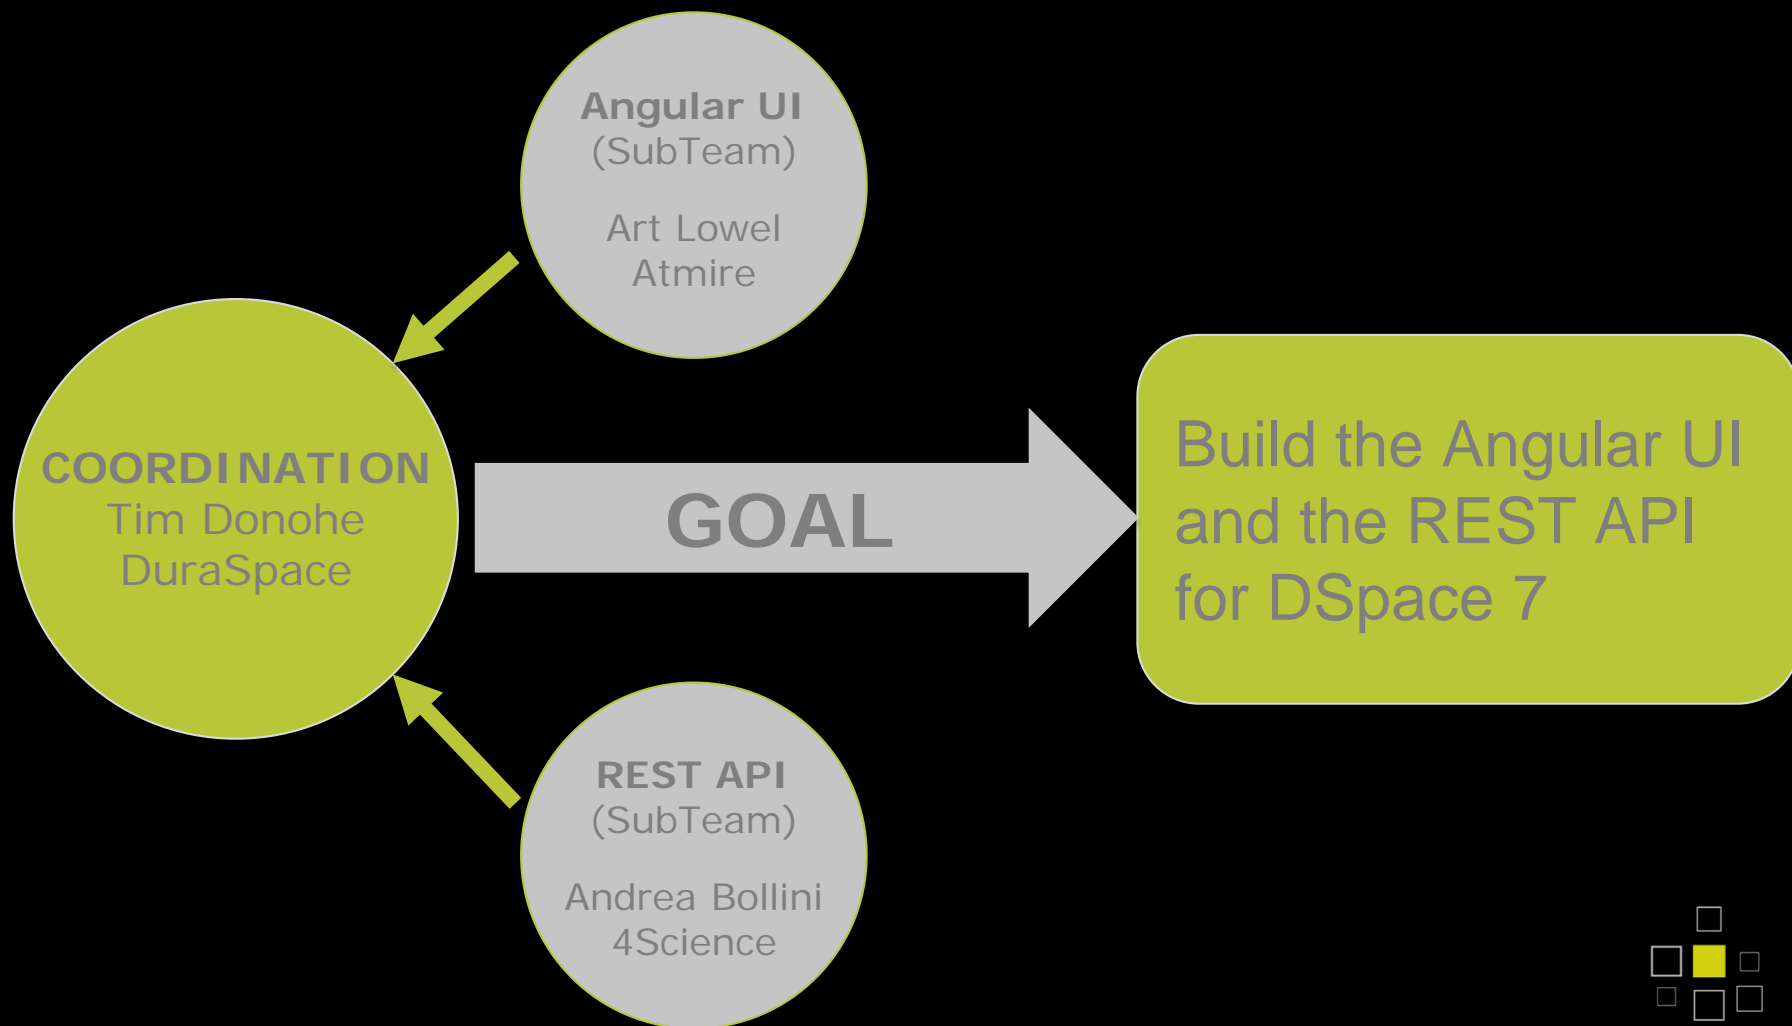 Angular UI
(SubTeam)
Art Lowel
Atmire
COORDINATION
Tim Donohe
DuraSpace
GOAL
Build the Angular UI
and the REST API
for DSpace 7
REST API
(SubTeam)
Andrea Bollini
4Science